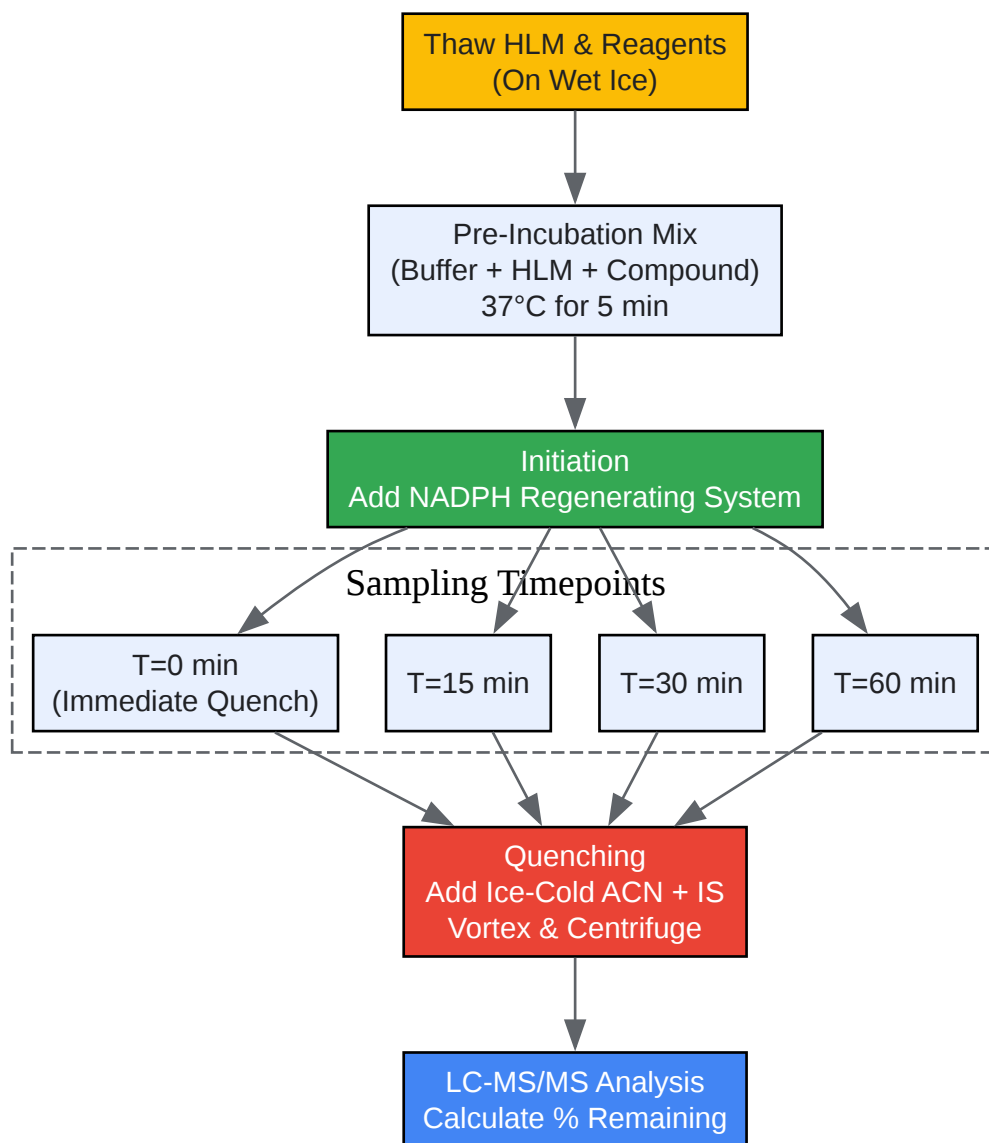 Thaw HLM & Reagents
(On Wet Ice)
Pre-Incubation Mix
(Buffer + HLM + Compound)
37°C for 5 min
Initiation
Add NADPH Regenerating System
Sampling Timepoints
T=0 min
(Immediate Quench)
T=15 min
T=30 min
T=60 min
Quenching
Add Ice-Cold ACN + IS
Vortex & Centrifuge
LC-MS/MS Analysis
Calculate % Remaining